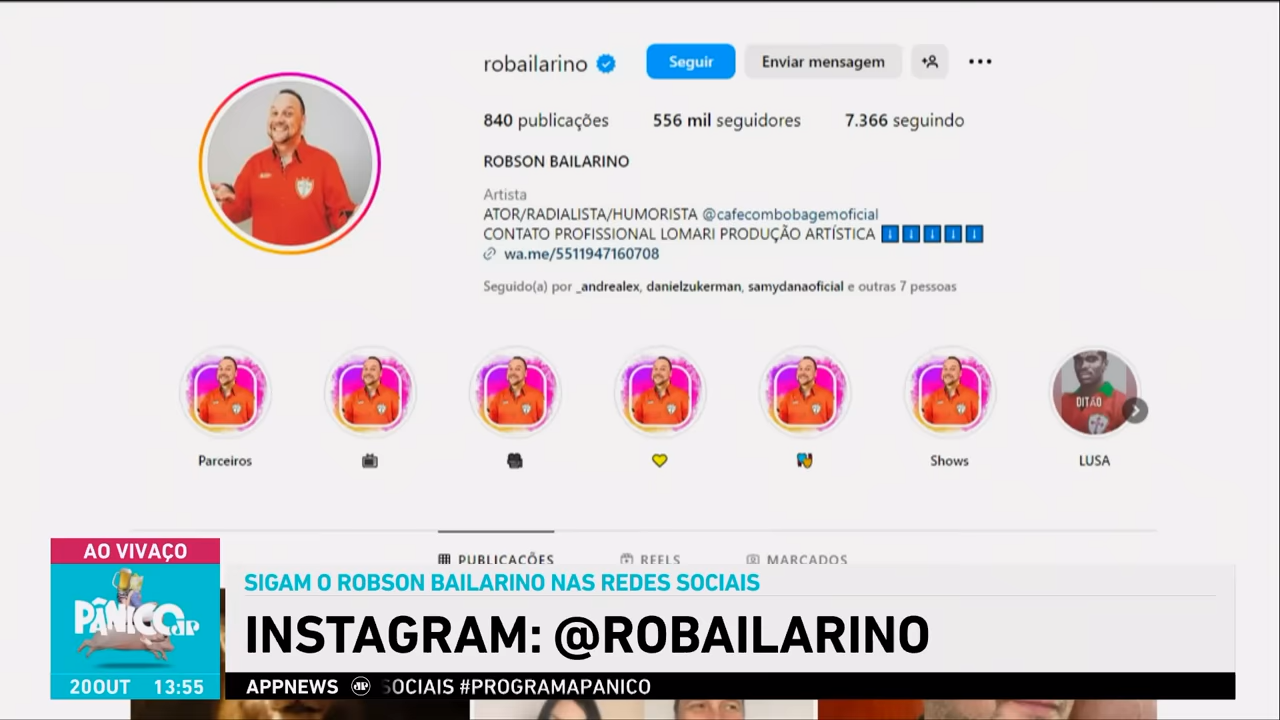 robailarino
Seguir
Enviar mensagem
840 publicações
556 mil seguidores
7.366 seguindo
ROBSON BAILARINO
Artista
ATOR/RADIALISTA/HUMORISTA @cafecombobagemoficial
CONTATO PROFISSIONAL LOMARI PRODUÇÃO ARTÍSTICA
wa.me/5511947160708
Seguido(a) por _andrealex, danielzukerman, samydanaoficial e outras 7 pessoas
DITÃO
Parceiros
Shows
LUSA
PUBLICAÇÕES
REELS
MARCADOS
AO VIVAÇO
PÂNICO JP
20OUT 13:55
SIGAM O ROBSON BAILARINO NAS REDES SOCIAIS
INSTAGRAM: @ROBAILARINO
APPNEWS JP SOCIAIS #PROGRAMAPANICO